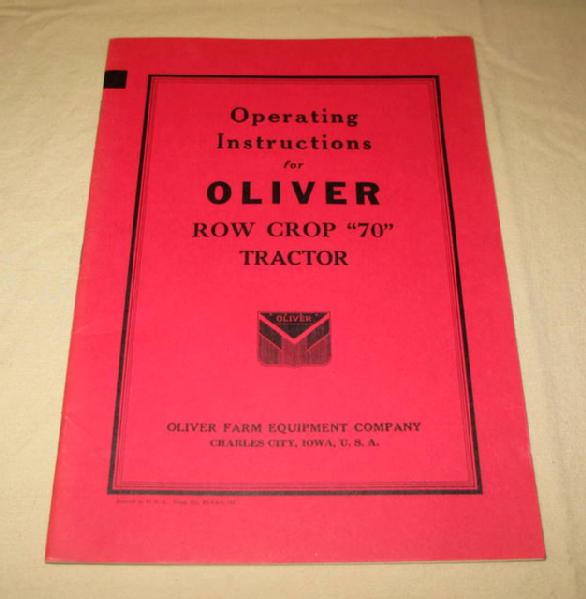 Operating
Instructions
for
OLIVER
ROW CROP “70”
TRACTOR
OLIVER
OLIVER FARM EQUIPMENT COMPANY
CHARLES CITY, IOWA, U. S. A.